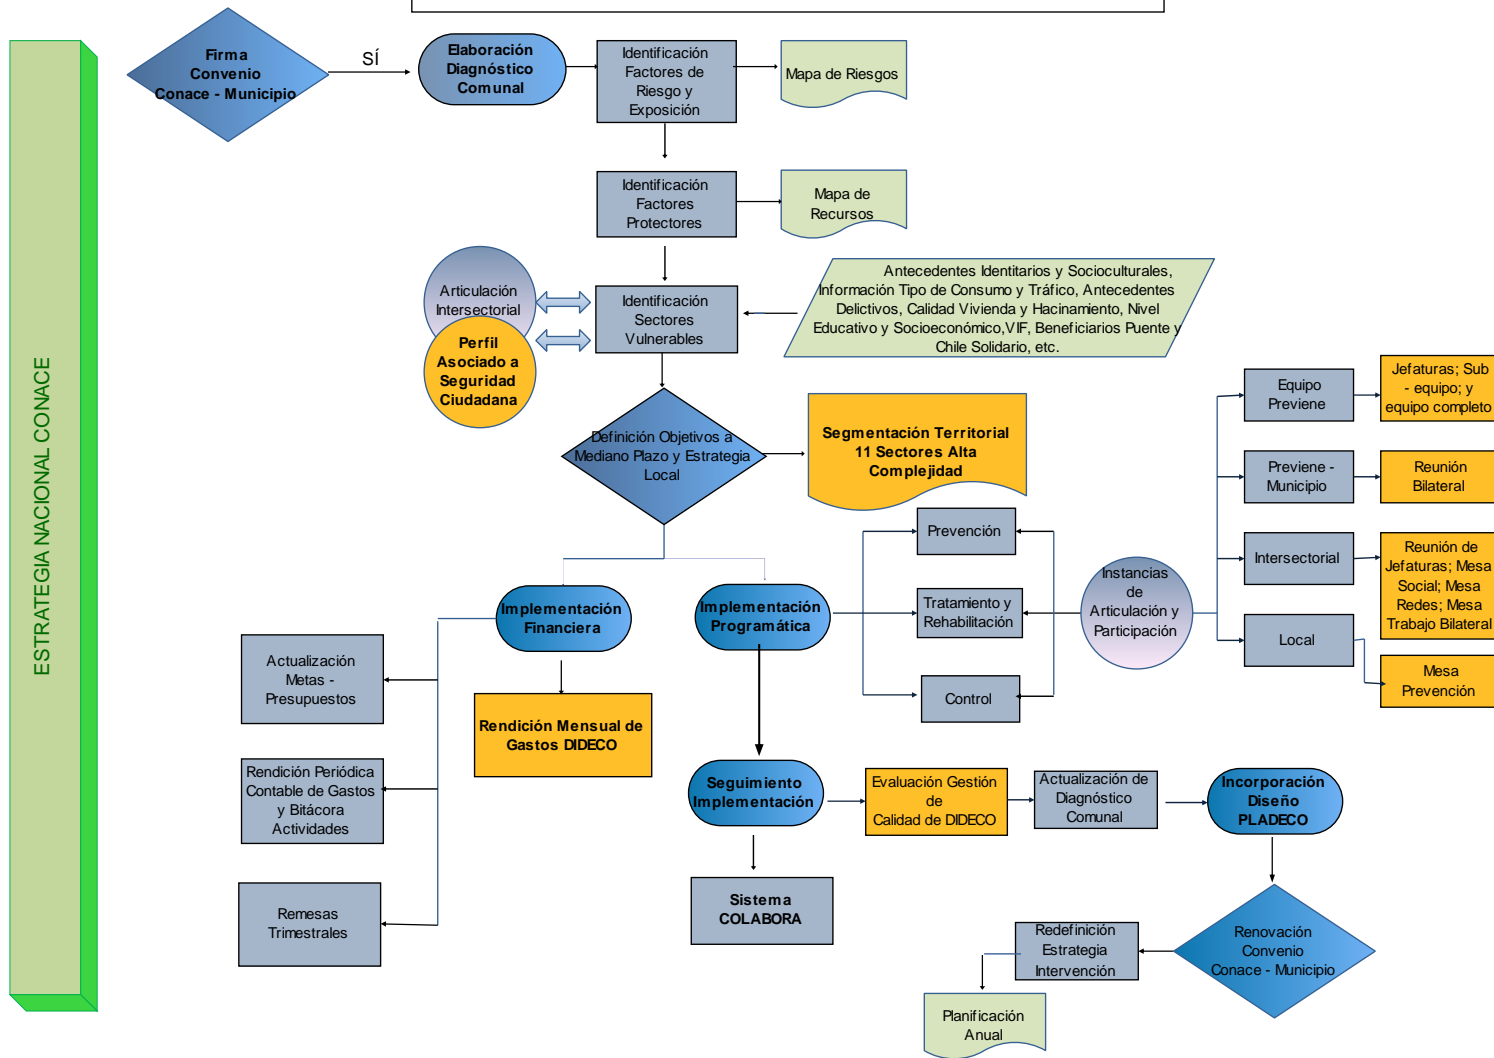 ESTRATEGIA NACIONAL CONACE
Firma
Convenio
Conace - Municipio
SÍ
Elaboración
Diagnóstico
Comunal
Identificación
Factores de
Riesgo y
Exposición
Mapa de Riesgos
Identificación
Factores
Protectores
Mapa de
Recursos
Articulación
Intersectorial
Perfil
Asociado a
Seguridad
Ciudadana
Identificación
Sectores
Vulnerables
Antecedentes Identitarios y Socioculturales,
Información Tipo de Consumo y Tráfico, Antecedentes
Delictivos, Calidad Vivienda y Hacinamiento, Nivel
Educativo y Socioeconómico,VIF, Beneficiarios Puente y
Chile Solidario, etc.
Definición Objetivos a
Mediano Plazo y Estrategia
Local
Segmentación Territorial
11 Sectores Alta
Complejidad
Equipo
Previene
Jefaturas; Sub
- equipo; y
equipo completo
Previene -
Municipio
Reunión
Bilateral
Intersectorial
Reunión de
Jefaturas; Mesa
Social; Mesa
Redes; Mesa
Trabajo Bilateral
Local
Mesa
Prevención
Instancias
de
Articulación y
Participación
Prevención
Tratamiento y
Rehabilitación
Control
Implementación
Financiera
Implementación
Programática
Actualización
Metas -
Presupuestos
Rendición Mensual de
Gastos DIDECO
Rendición Periódica
Contable de Gastos
y Bitácora
Actividades
Remesas
Trimestrales
Seguimiento
Implementación
Evaluación Gestión
de
Calidad de DIDECO
Actualización de
Diagnóstico
Comunal
Incorporación
Diseño
PLADECO
Sistema
COLABORA
Renovación
Convenio
Conace - Municipio
Redefinición
Estrategia
Intervención
Planificación
Anual